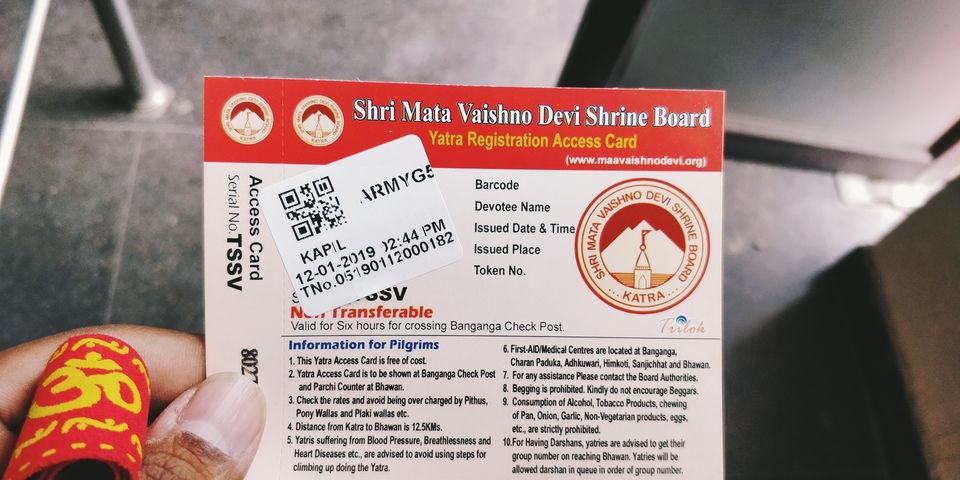 Shri Mata Vaishno Devi Shrine Board
Yatra Registration Access Card
(www.maavaishnodevi.org)
Access Card
Serial No. TSSV
ARMYG5
KAPIL
12-01-2019 02:44 PM
TNo.05190112000182
Barcode
Devotee Name
Issued Date & Time
Issued Place
Token No.
SHRI MATA VAISHNO DEVI SHRINE BOARD
KATRA
Trilok
Non Transferable
Valid for Six hours for crossing Banganga Check Post.
Information for Pilgrims
1. This Yatra Access Card is free of cost.
2. Yatra Access Card is to be shown at Banganga Check Post
and Parchi Counter at Bhawan.
3. Check the rates and avoid being over charged by Pithus,
Pony Wallas and Plaki wallas etc.
4. Distance from Katra to Bhawan is 12.5KMs.
5. Yatris suffering from Blood Pressure, Breathlessness and
Heart Diseases etc., are advised to avoid using steps for
climbing up doing the Yatra.
6. First-AID/Medical Centres are located at Banganga,
Charan Paduka, Adhkuwari, Himkoti, Sanjichhat and Bhawan.
7. For any assistance Please contact the Board Authorities.
8. Begging is prohibited. Kindly do not encourage Beggars.
9. Consumption of Alcohol, Tobacco Products, chewing
of Pan, Onion, Garlic, Non-Vegetarian products, eggs,
etc., are strictly prohibited.
10.For Having Darshans, yatries are advised to get their
group number on reaching Bhawan. Yatries will be
allowed darshan in queue in order of group number.